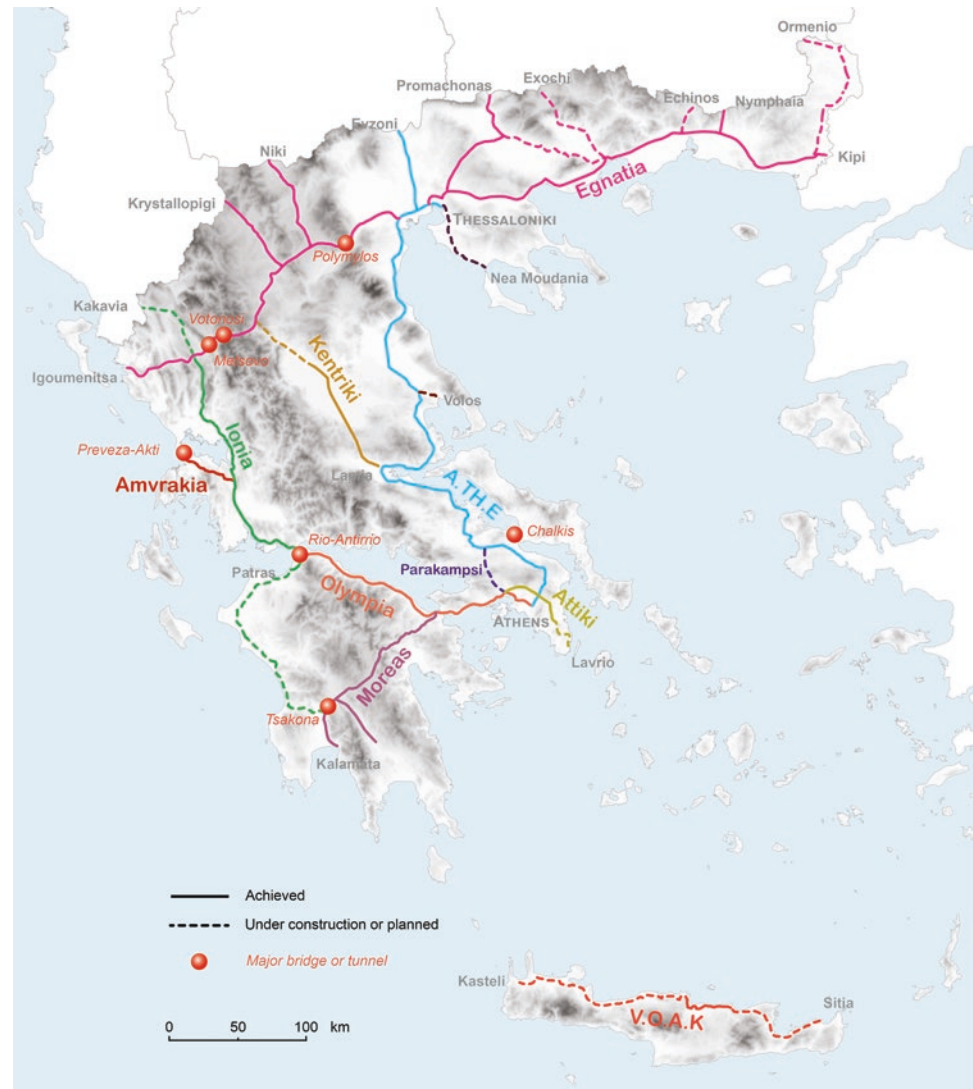 Ormenio
Promachonas
Exochi
Echinos
Nymphaia
Evzoni
Niki
Kipi
Egnatia
Krystallopigi
THESSALONIKI
Polymylos
Nea Moudania
Kakavia
Votonosi
Metsovo
Kentriki
Igoumenitsa
Volos
Ionia
Preveza-Akti
Lamia
A.TH.E
Amvrakia
Chalkis
Rio-Antirrio
Parakampsi
Patras
Olympia
Attiki
ATHENS
Lavrio
Moreas
Tsakona
Kalamata
Achieved
Under construction or planned
Major bridge or tunnel
Kasteli
Sitia
V.O.A.K
0 50 100 km